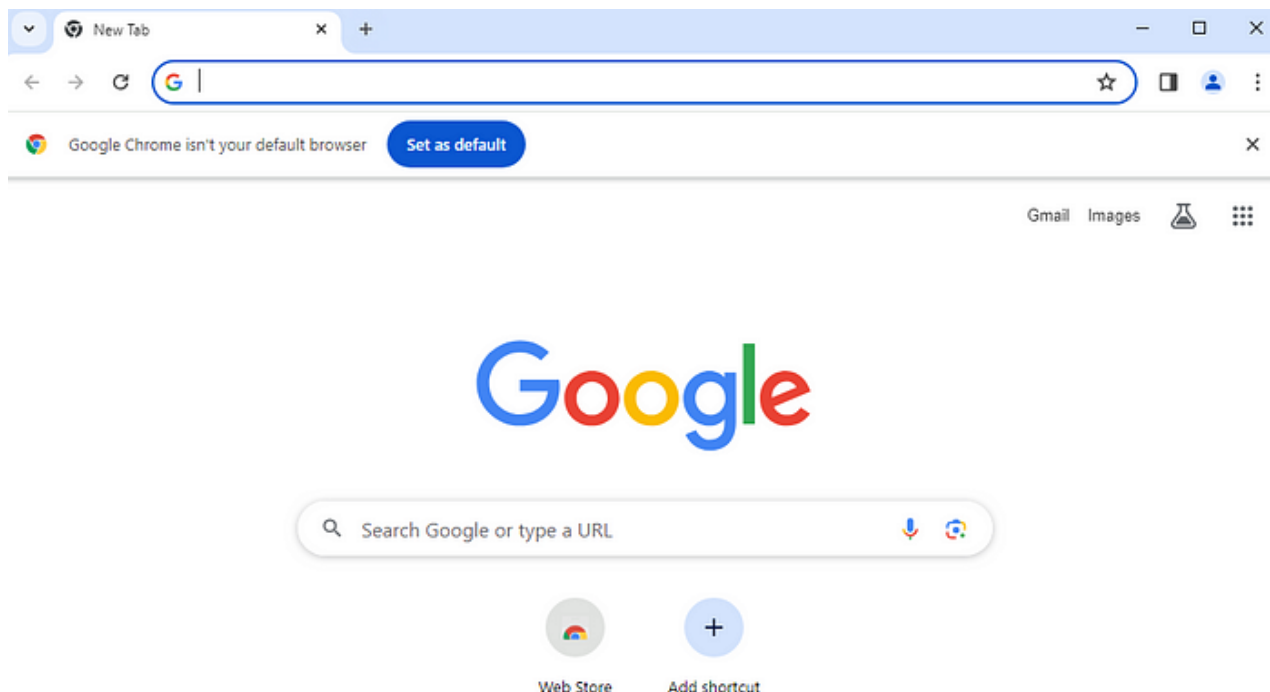 New Tab
Google Chrome isn't your default browser Set as default
Gmail Images
Google
Search Google or type a URL
Web Store Add shortcut